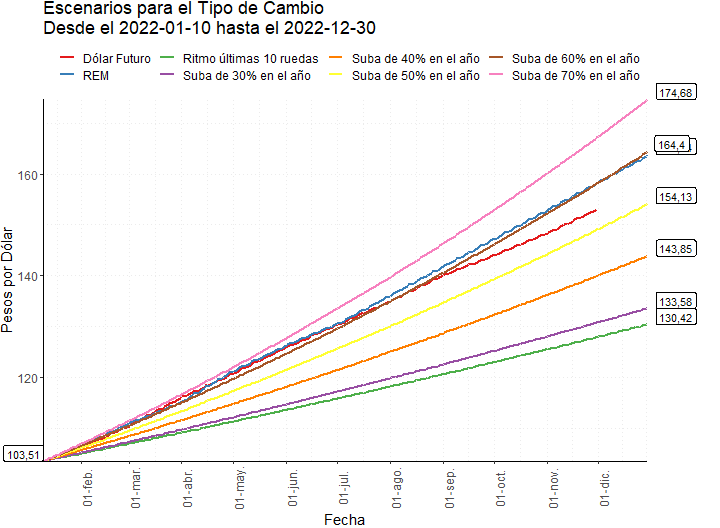 Escenarios para el Tipo de Cambio
Desde el 2022-01-10 hasta el 2022-12-30
Dólar Futuro
Ritmo últimas 10 ruedas
Suba de 40% en el año
Suba de 60% en el año
REM
Suba de 30% en el año
Suba de 50% en el año
Suba de 70% en el año
174,68
164,4
154,13
143,85
133,58
130,42
103,51
160
140
120
Pesos por Dólar
01-feb.
01-mar.
01-abr.
01-may.
01-jun.
01-jul.
01-ago.
01-sep.
01-oct.
01-nov.
01-dic.
Fecha